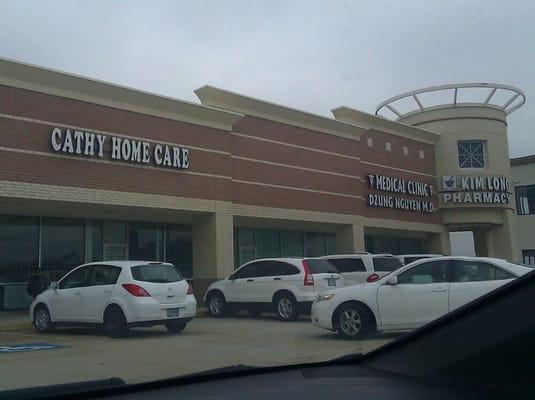 CATHY HOME CARE
MEDICAL CLINIC
DZUNG NGUYEN M.D.
KIM LONG
PHARMACY